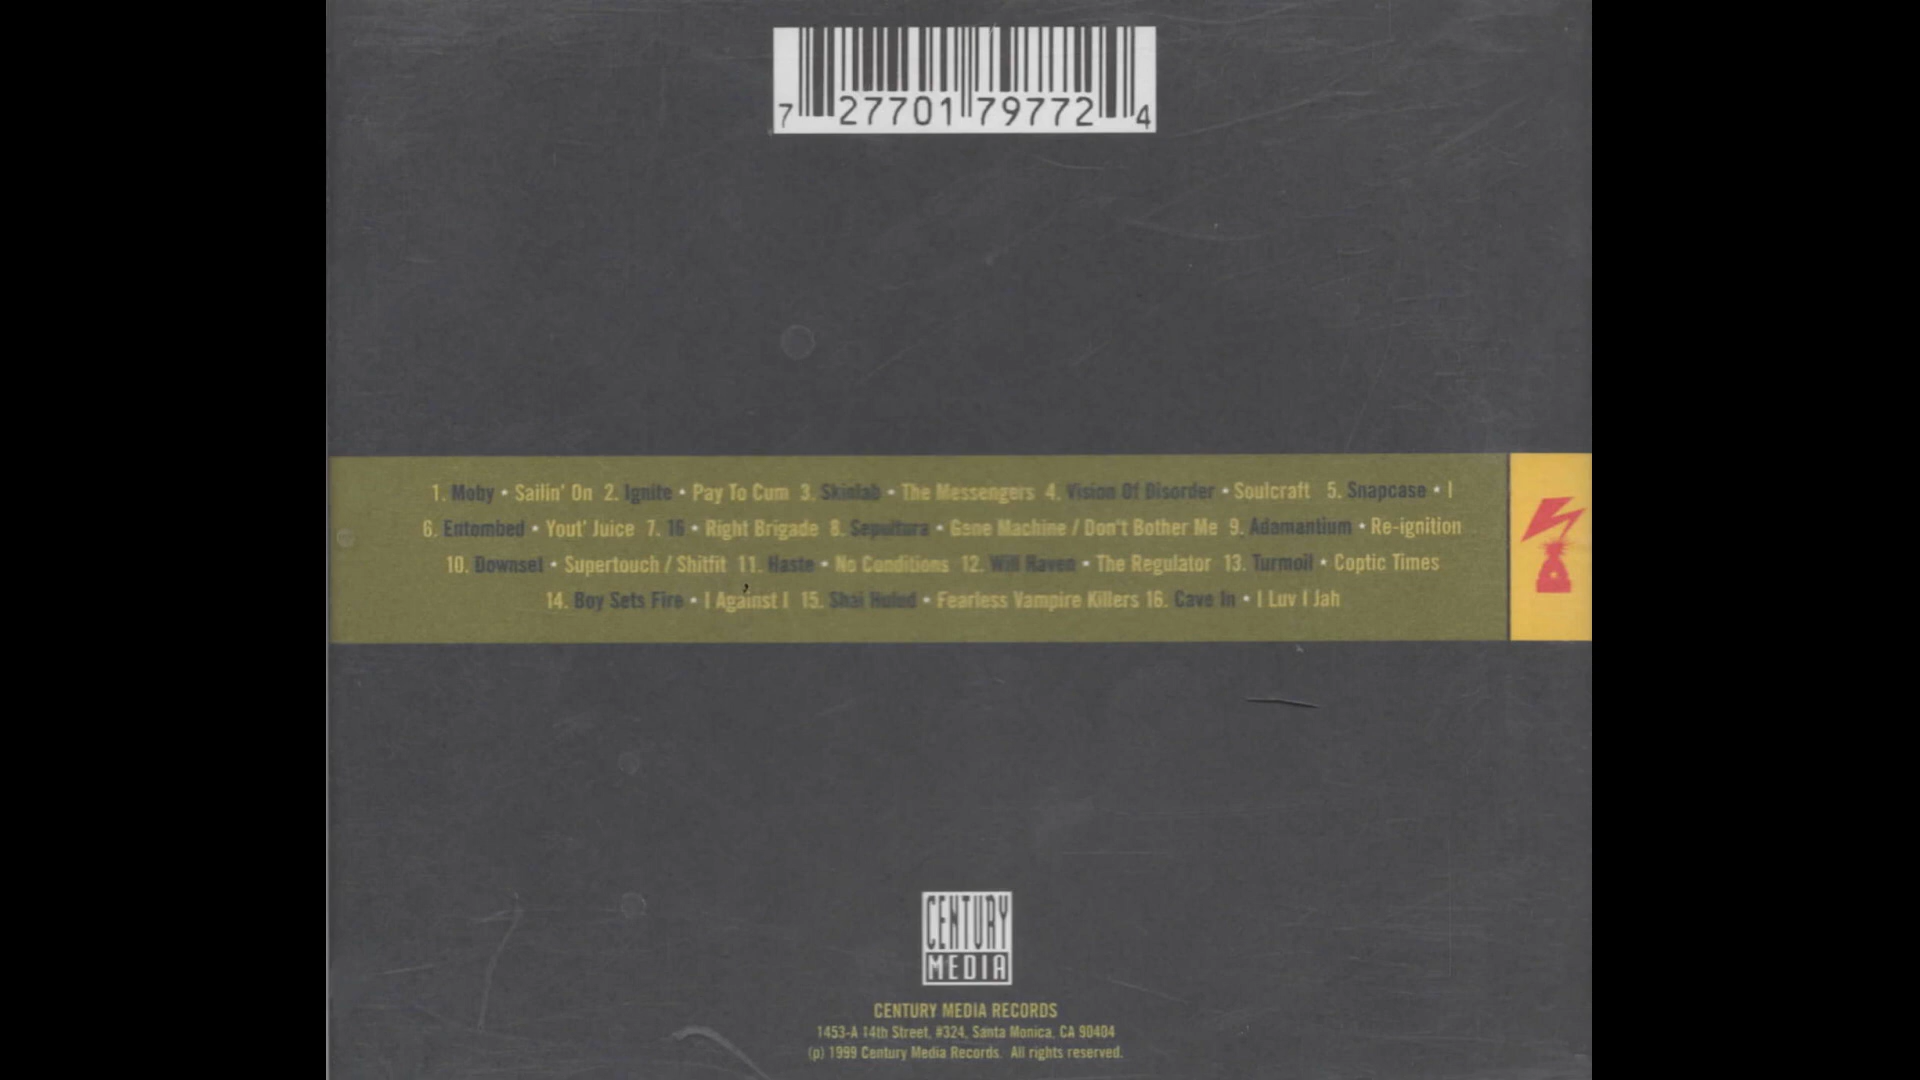 7 27701 79772 4
1. Moby • Sailin' On 2. Ignite • Pay To Cum 3. Skinlab • The Messengers 4. Vision Of Disorder • Soulcraft 5. Snapcase • I
6. Entombed • Yout' Juice 7. 16 • Right Brigade 8. Sepultura • Gene Machine / Don't Bother Me 9. Adamantium • Re-ignition
10. Downset • Supertouch / Shitfit 11. Haste • No Conditions 12. Will Haven • The Regulator 13. Turmoil • Coptic Times
14. Boy Sets Fire • I Against I 15. Shai Hulud • Fearless Vampire Killers 16. Cave In • I Luv I Jah
CENTURY
MEDIA
CENTURY MEDIA RECORDS
1453-A 14th Street, #324, Santa Monica, CA 90404
(p) 1999 Century Media Records. All rights reserved.